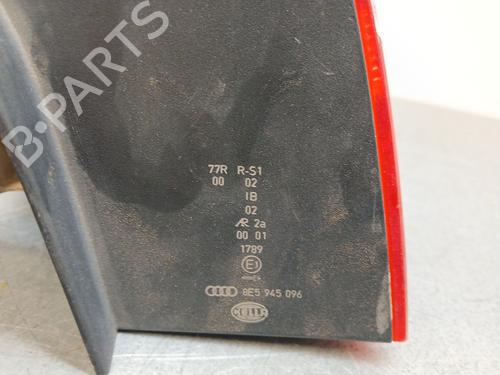 B-PARTS
77R R-S1
00 02
IB
02
AR 2a
00 01
1789
E1
8E5 945 096
HELLA